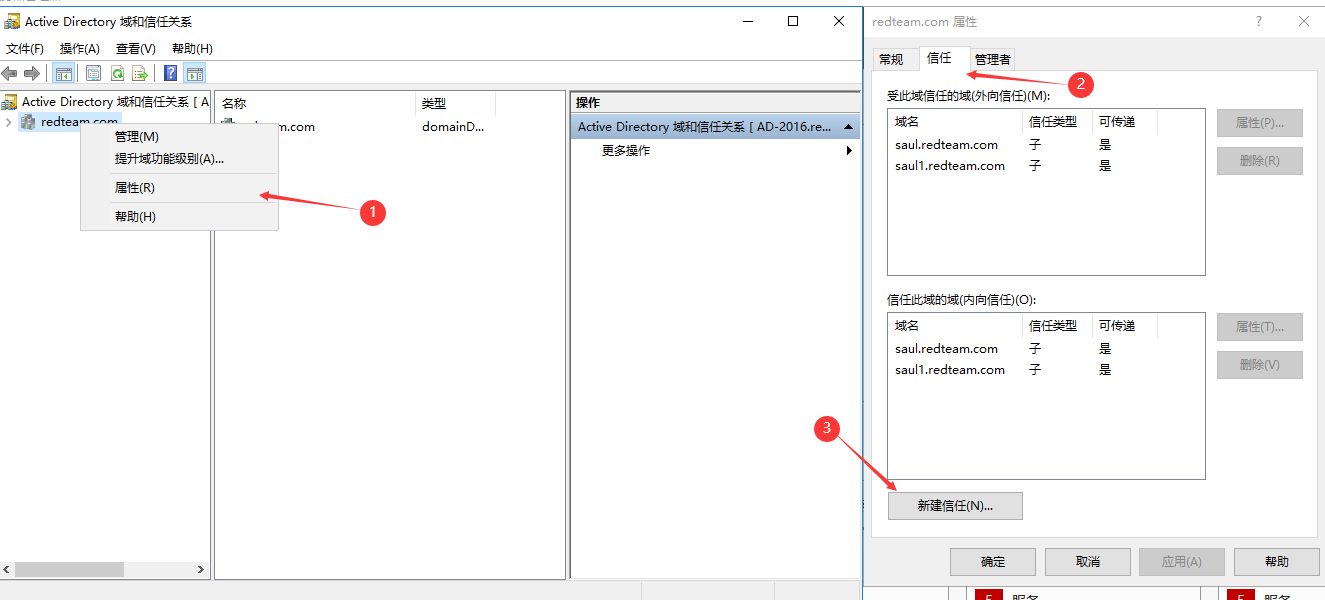 Active Directory 域和信任关系
文件(F) 操作(A) 查看(V) 帮助(H)
Active Directory 域和信任关系 [ A
redteam.com
管理(M)
提升域功能级别(A)...
属性(R)
帮助(H)
1
名称 类型
m.com domainD...
操作
Active Directory 域和信任关系 [ AD-2016.re...
更多操作
redteam.com 属性
常规 信任 管理者
2
受此域信任的域(外向信任)(M):
域名 信任类型 可传递
saul.redteam.com 子 是
saul1.redteam.com 子 是
属性(P)...
删除(R)
信任此域的域(内向信任)(O):
域名 信任类型 可传递
saul.redteam.com 子 是
saul1.redteam.com 子 是
属性(T)...
删除(V)
3
新建信任(N)...
确定 取消 应用(A) 帮助
5 服务 5 服务